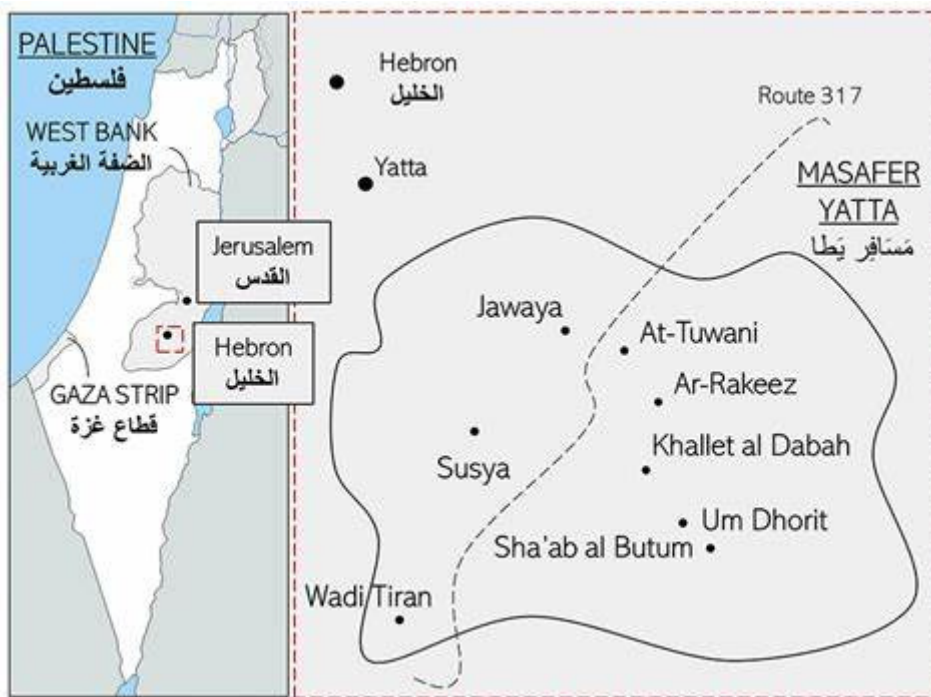 PALESTINE
فلسطين
WEST BANK
الضفة الغربية
Jerusalem
القدس
Hebron
الخليل
GAZA STRIP
قطاع غزة
Hebron
الخليل
Yatta
Route 317
MASAFER
YATTA
مَسَافِر يَطا
Jawaya
At-Tuwani
Ar-Rakeez
Susya
Khallet al Dabah
Um Dhorit
Sha'ab al Butum
Wadi Tiran